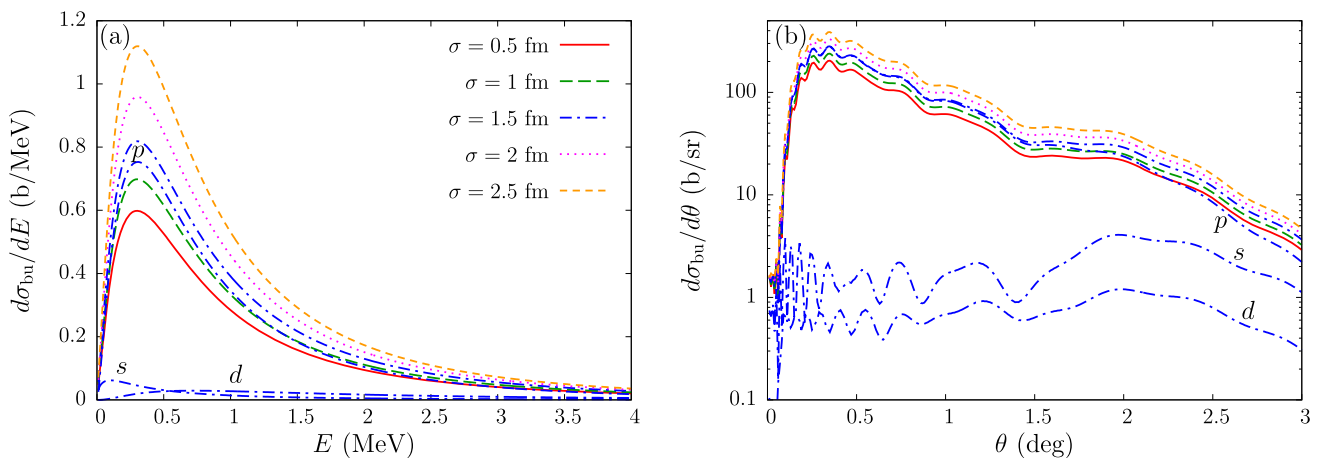 (a)
σ = 0.5 fm
σ = 1 fm
σ = 1.5 fm
σ = 2 fm
σ = 2.5 fm
p
s
d
dσbu/dE (b/MeV)
0
0.2
0.4
0.6
0.8
1
1.2
0 0.5 1 1.5 2 2.5 3 3.5 4
E (MeV)
(b)
p
s
d
dσbu/dθ (b/sr)
0.1
1
10
100
0 0.5 1 1.5 2 2.5 3
θ (deg)